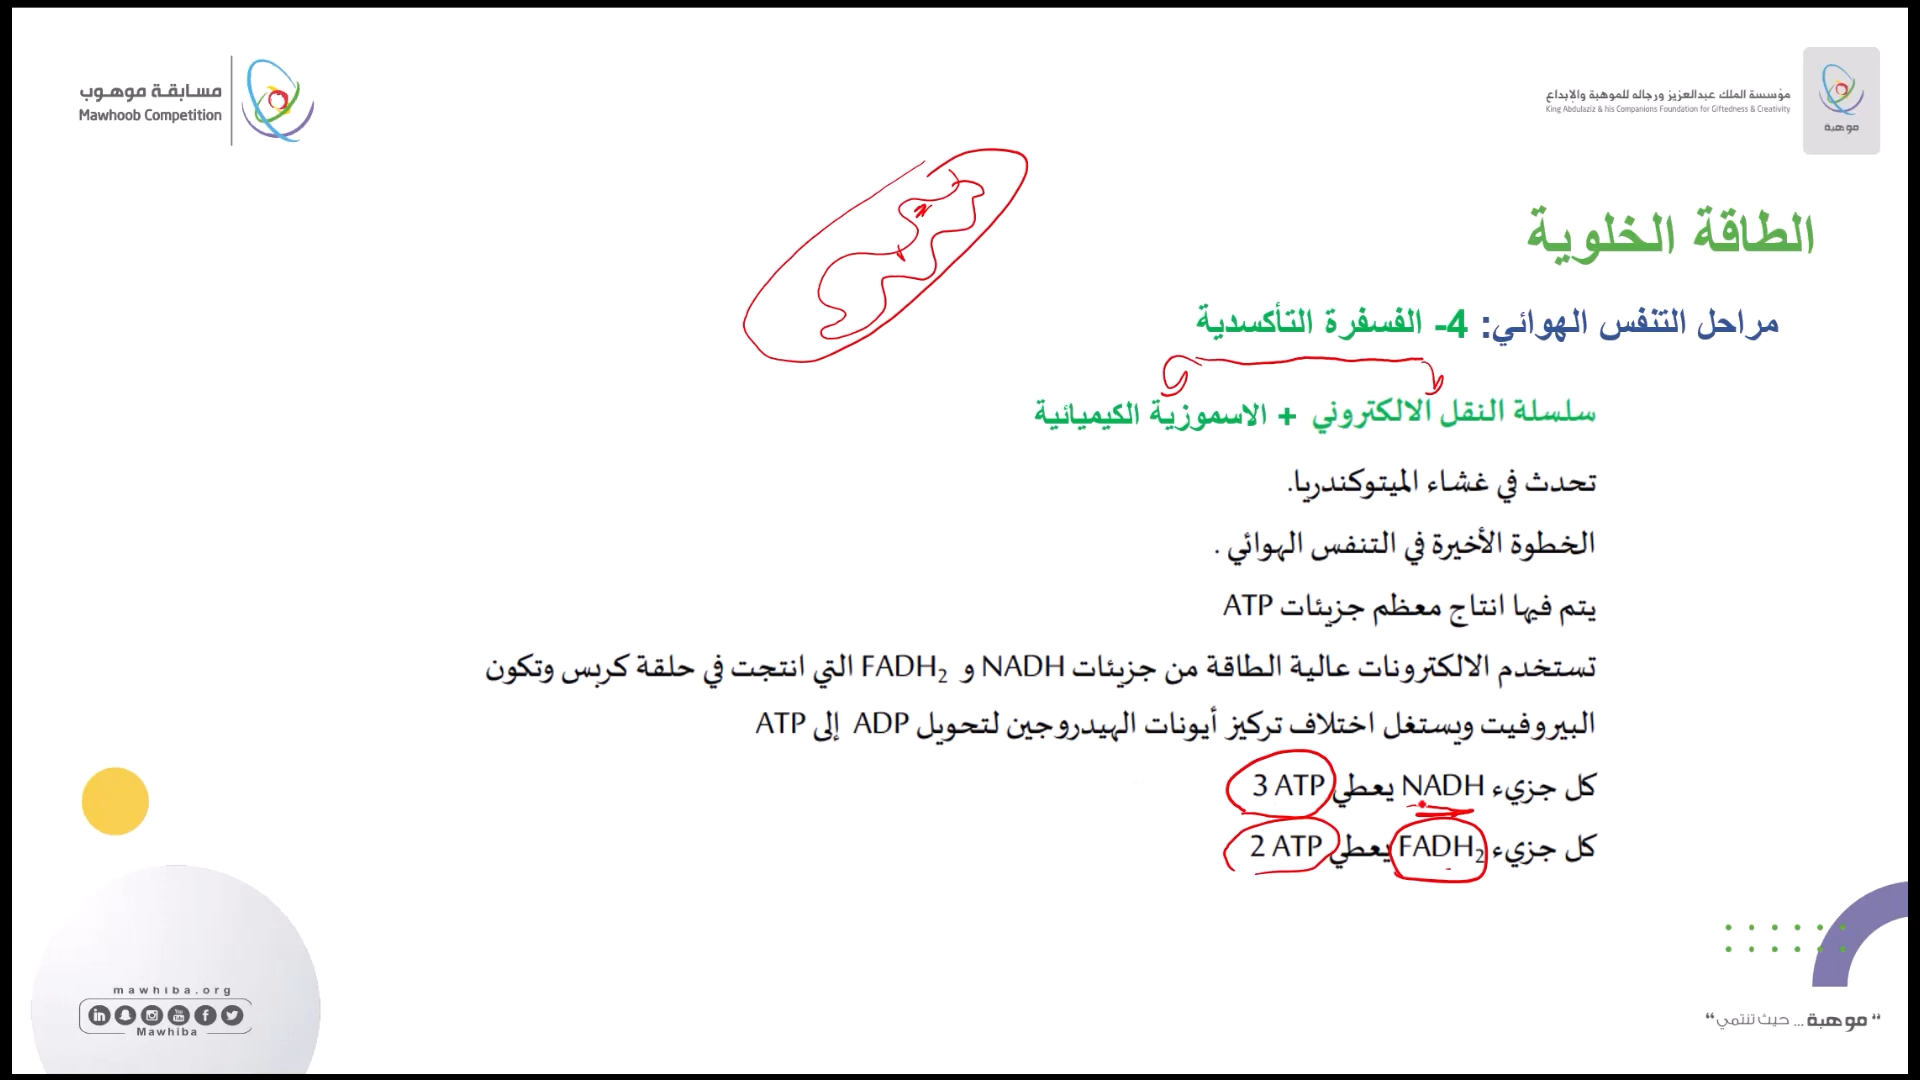 مسابقة موهوب
Mawhoob Competition
مؤسسة الملك عبدالعزيز ورجاله للموهبة والإبداع
King Abdulaziz & his Companions Foundation for Giftedness & Creativity
موهبة
الطاقة الخلوية
مراحل التنفس الهوائي: 4- الفسفرة التأكسدية
سلسلة النقل الالكتروني + الاسموزية الكيميائية
تحدث في غشاء الميتوكندريا.
الخطوة الأخيرة في التنفس الهوائي .
يتم فيها انتاج معظم جزيئات ATP
تستخدم الالكترونات عالية الطاقة من جزيئات NADH و FADH₂ التي انتجت في حلقة كربس وتكون
البيروفيت ويستغل اختلاف تركيز أيونات الهيدروجين لتحويل ADP إلى ATP
كل جزيء NADH يعطي 3 ATP
كل جزيء FADH₂ يعطي 2 ATP
mawhiba.org
Mawhiba
"موهبة ... حيث تنتمي"